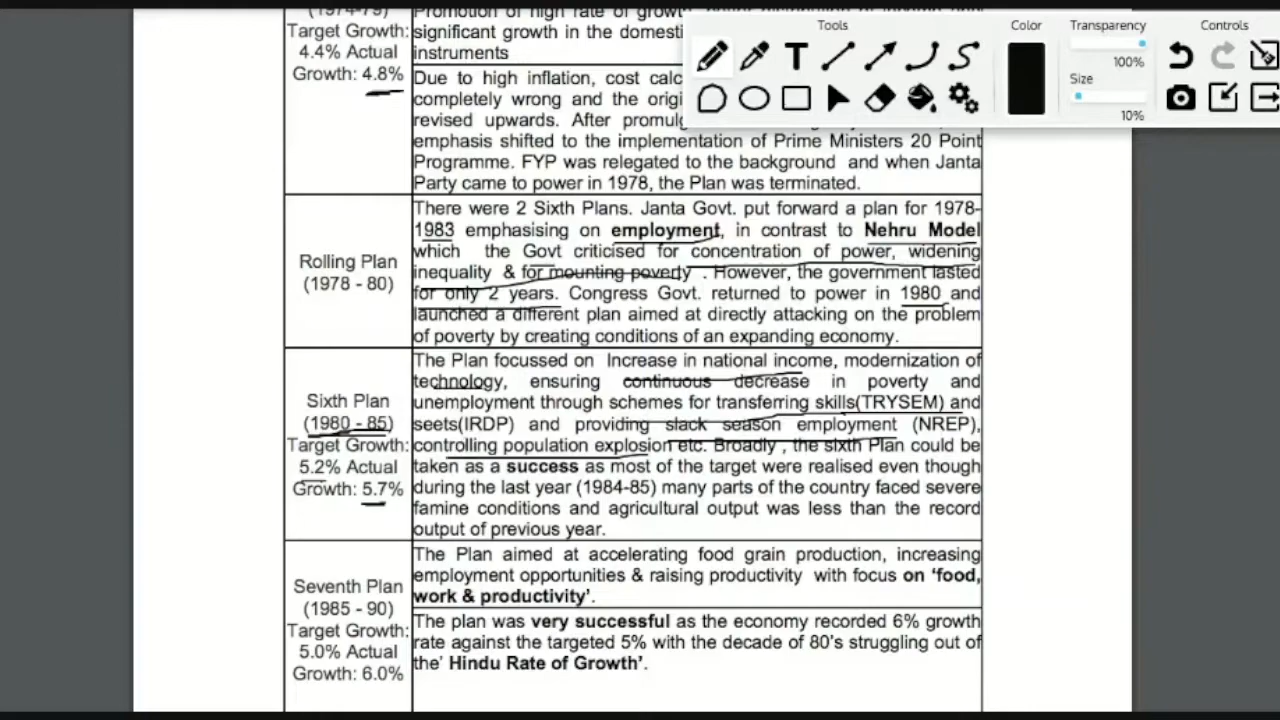 (1974-79)
Target Growth:
4.4% Actual
Growth: 4.8%
Promotion of high rate of growth,
significant growth in the domesti
instruments
Due to high inflation, cost calc
completely wrong and the origi
revised upwards. After promulg
emphasis shifted to the implementation of Prime Ministers 20 Point
Programme. FYP was relegated to the background and when Janta
Party came to power in 1978, the Plan was terminated.
Tools
Color
Transparency
100%
Size
10%
Controls
Rolling Plan
(1978 - 80)
There were 2 Sixth Plans. Janta Govt. put forward a plan for 1978-
1983 emphasising on employment, in contrast to Nehru Model
which the Govt criticised for concentration of power, widening
inequality & for mounting poverty . However, the government lasted
for only 2 years. Congress Govt. returned to power in 1980 and
launched a different plan aimed at directly attacking on the problem
of poverty by creating conditions of an expanding economy.
Sixth Plan
(1980 - 85)
Target Growth:
5.2% Actual
Growth: 5.7%
The Plan focussed on Increase in national income, modernization of
technology, ensuring continuous decrease in poverty and
unemployment through schemes for transferring skills(TRYSEM) and
seets(IRDP) and providing slack season employment (NREP),
controlling population explosion etc. Broadly , the sixth Plan could be
taken as a success as most of the target were realised even though
during the last year (1984-85) many parts of the country faced severe
famine conditions and agricultural output was less than the record
output of previous year.
Seventh Plan
(1985 - 90)
Target Growth:
5.0% Actual
Growth: 6.0%
The Plan aimed at accelerating food grain production, increasing
employment opportunities & raising productivity with focus on ‘food,
work & productivity’.
The plan was very successful as the economy recorded 6% growth
rate against the targeted 5% with the decade of 80's struggling out of
the' Hindu Rate of Growth’.